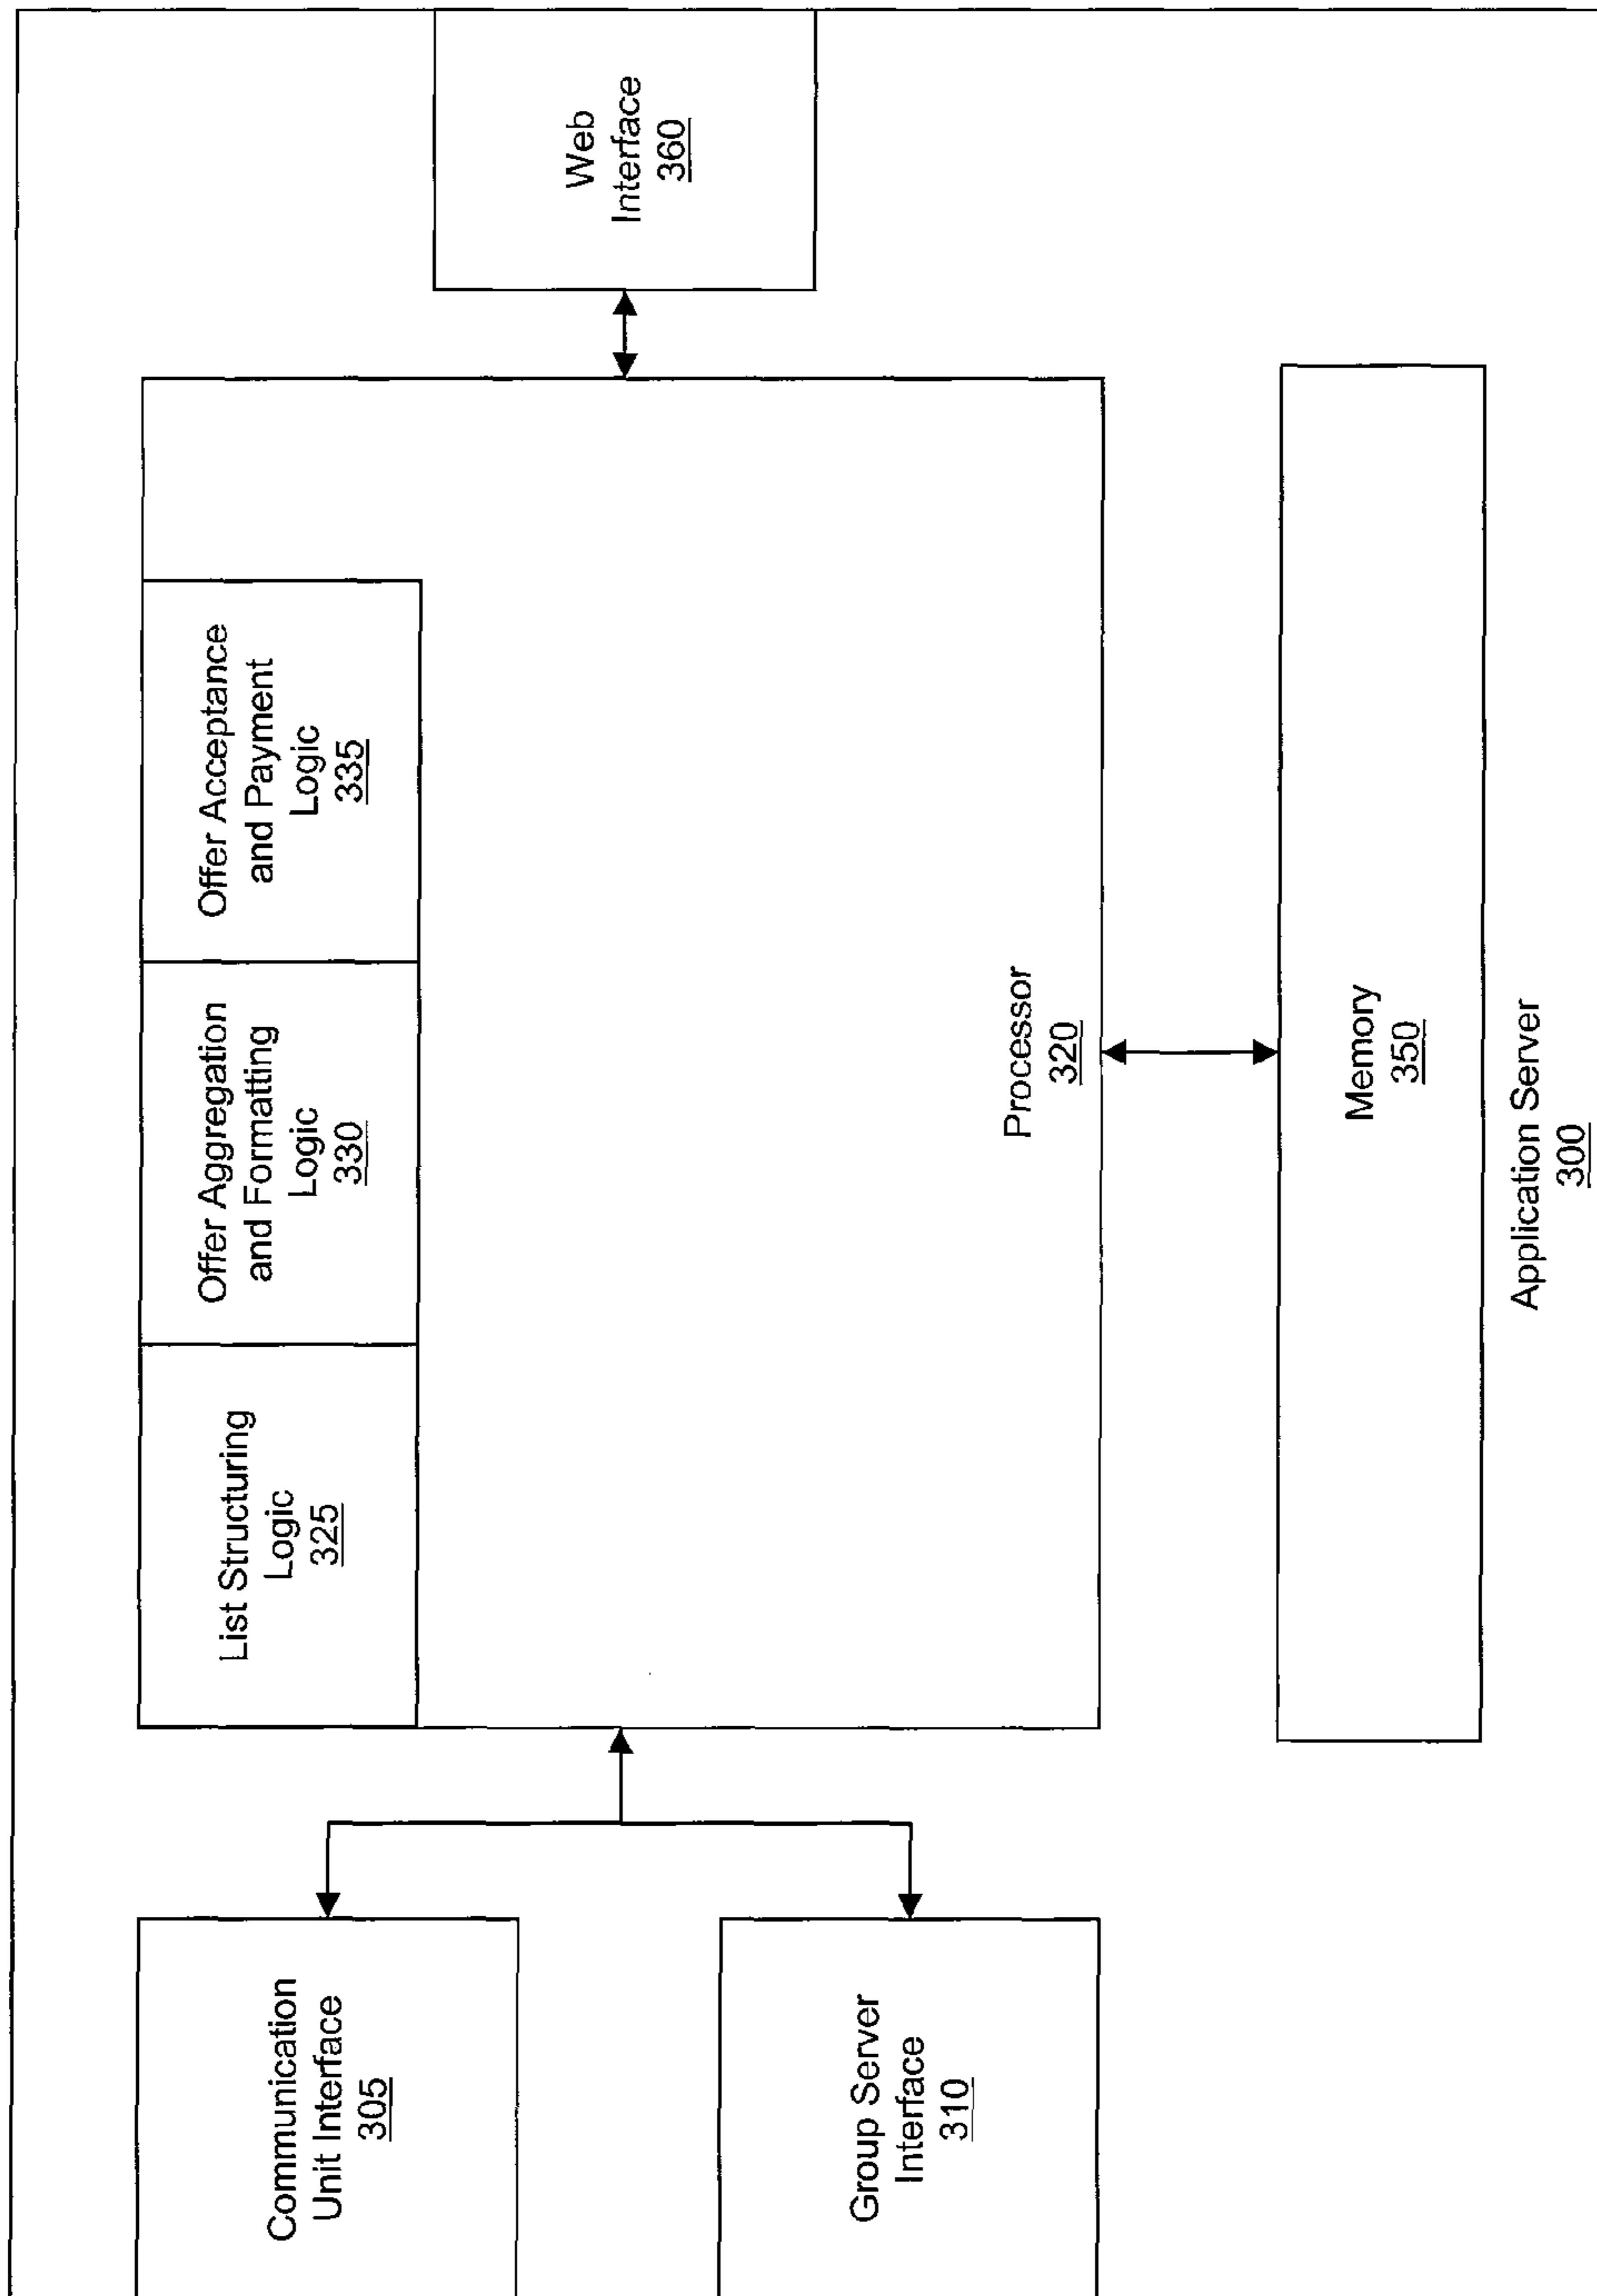 Communication
Unit Interface
305
Group Server
Interface
310
List Structuring
Logic
325
Offer Aggregation
and Formatting
Logic
330
Offer Acceptance
and Payment
Logic
335
Processor
320
Web
Interface
360
Memory
350
Application Server
300